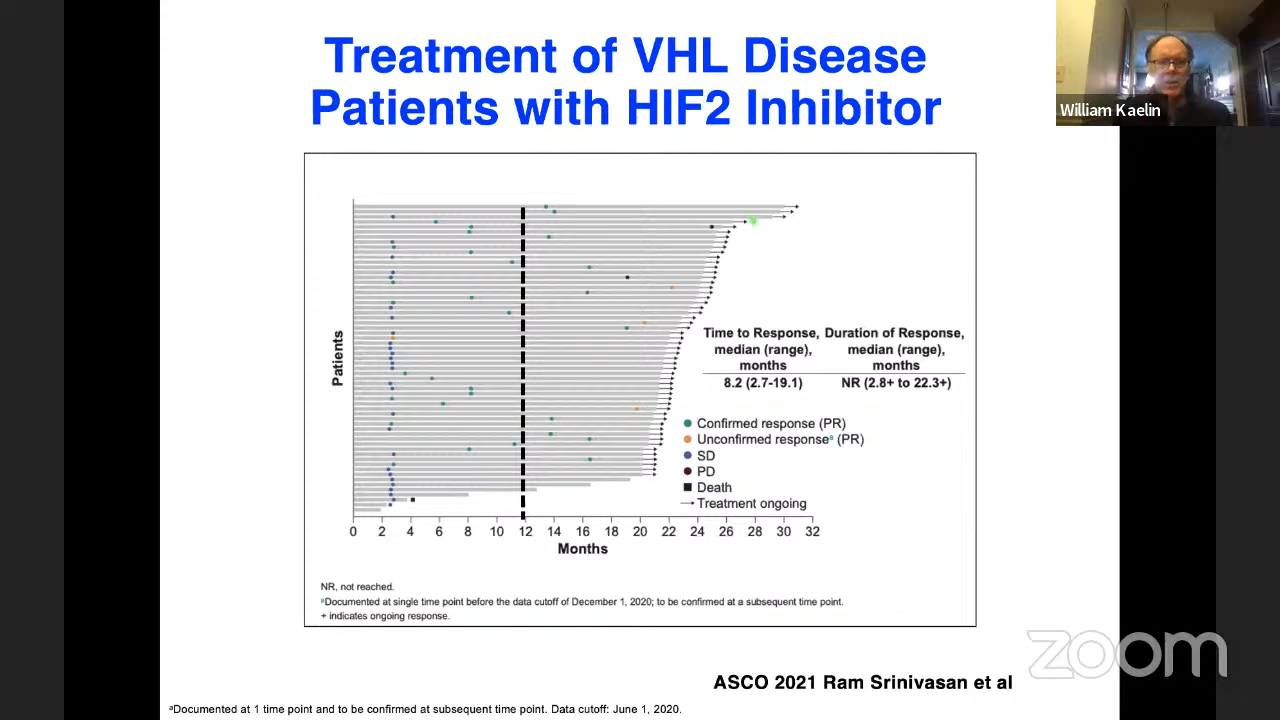 Treatment of VHL Disease
Patients with HIF2 Inhibitor
William Kaelin
Patients
Time to Response, Duration of Response,
median (range), median (range),
months months
8.2 (2.7-19.1) NR (2.8+ to 22.3+)
Confirmed response (PR)
Unconfirmed responseª (PR)
SD
PD
Death
Treatment ongoing
0 2 4 6 8 10 12 14 16 18 20 22 24 26 28 30 32
Months
NR, not reached.
ªDocumented at single time point before the data cutoff of December 1, 2020; to be confirmed at a subsequent time point.
+ indicates ongoing response.
zoom
ASCO 2021 Ram Srinivasan et al
ªDocumented at 1 time point and to be confirmed at subsequent time point. Data cutoff: June 1, 2020.